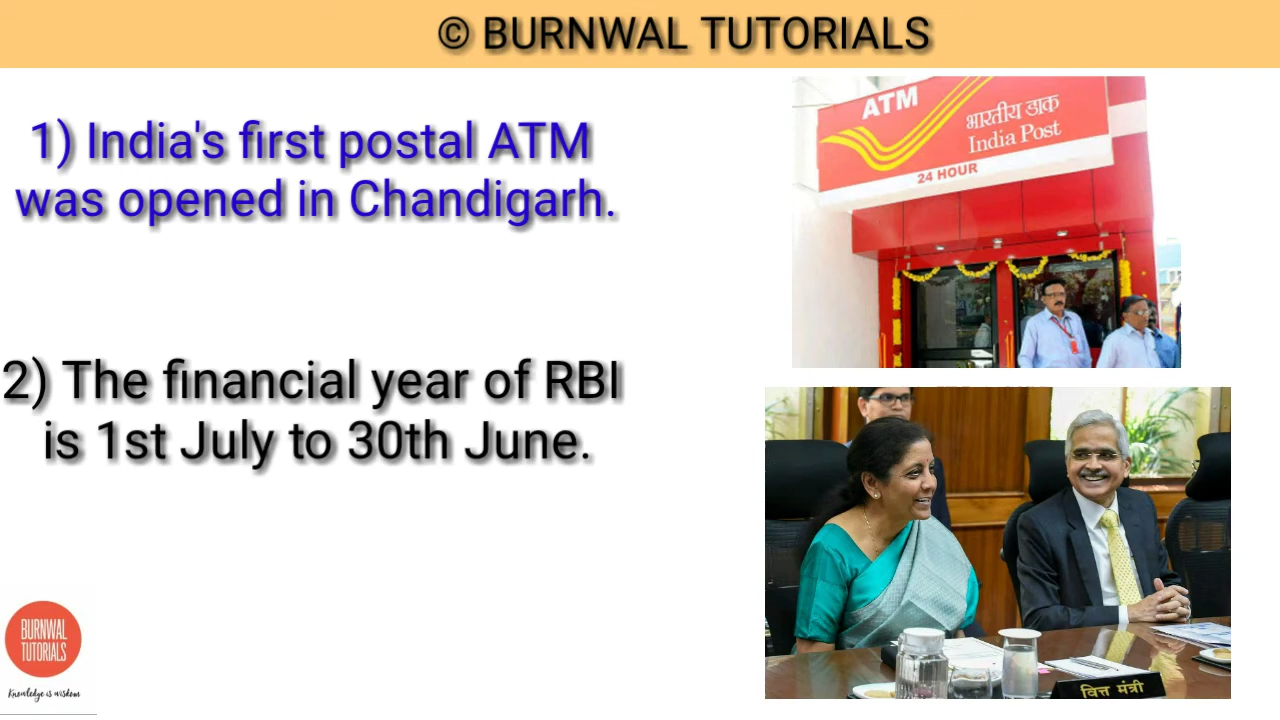 © BURNWAL TUTORIALS
1) India's first postal ATM
was opened in Chandigarh.
ATM
भारतीय डाक
India Post
24 HOUR
2) The financial year of RBI
is 1st July to 30th June.
वित्त मंत्री
BURNWAL
TUTORIALS
Knowledge is wisdom